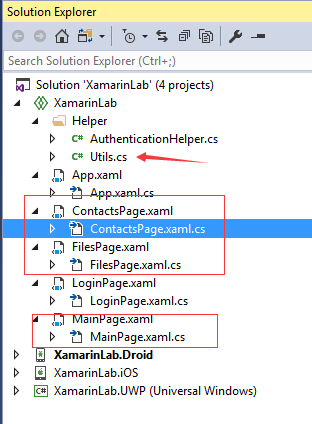 Solution Explorer
Search Solution Explorer (Ctrl+;)
Solution 'XamarinLab' (4 projects)
XamarinLab
Helper
C# AuthenticationHelper.cs
C# Utils.cs
App.xaml
App.xaml.cs
ContactsPage.xaml
ContactsPage.xaml.cs
FilesPage.xaml
FilesPage.xaml.cs
LoginPage.xaml
LoginPage.xaml.cs
MainPage.xaml
MainPage.xaml.cs
XamarinLab.Droid
XamarinLab.iOS
C# XamarinLab.UWP (Universal Windows)